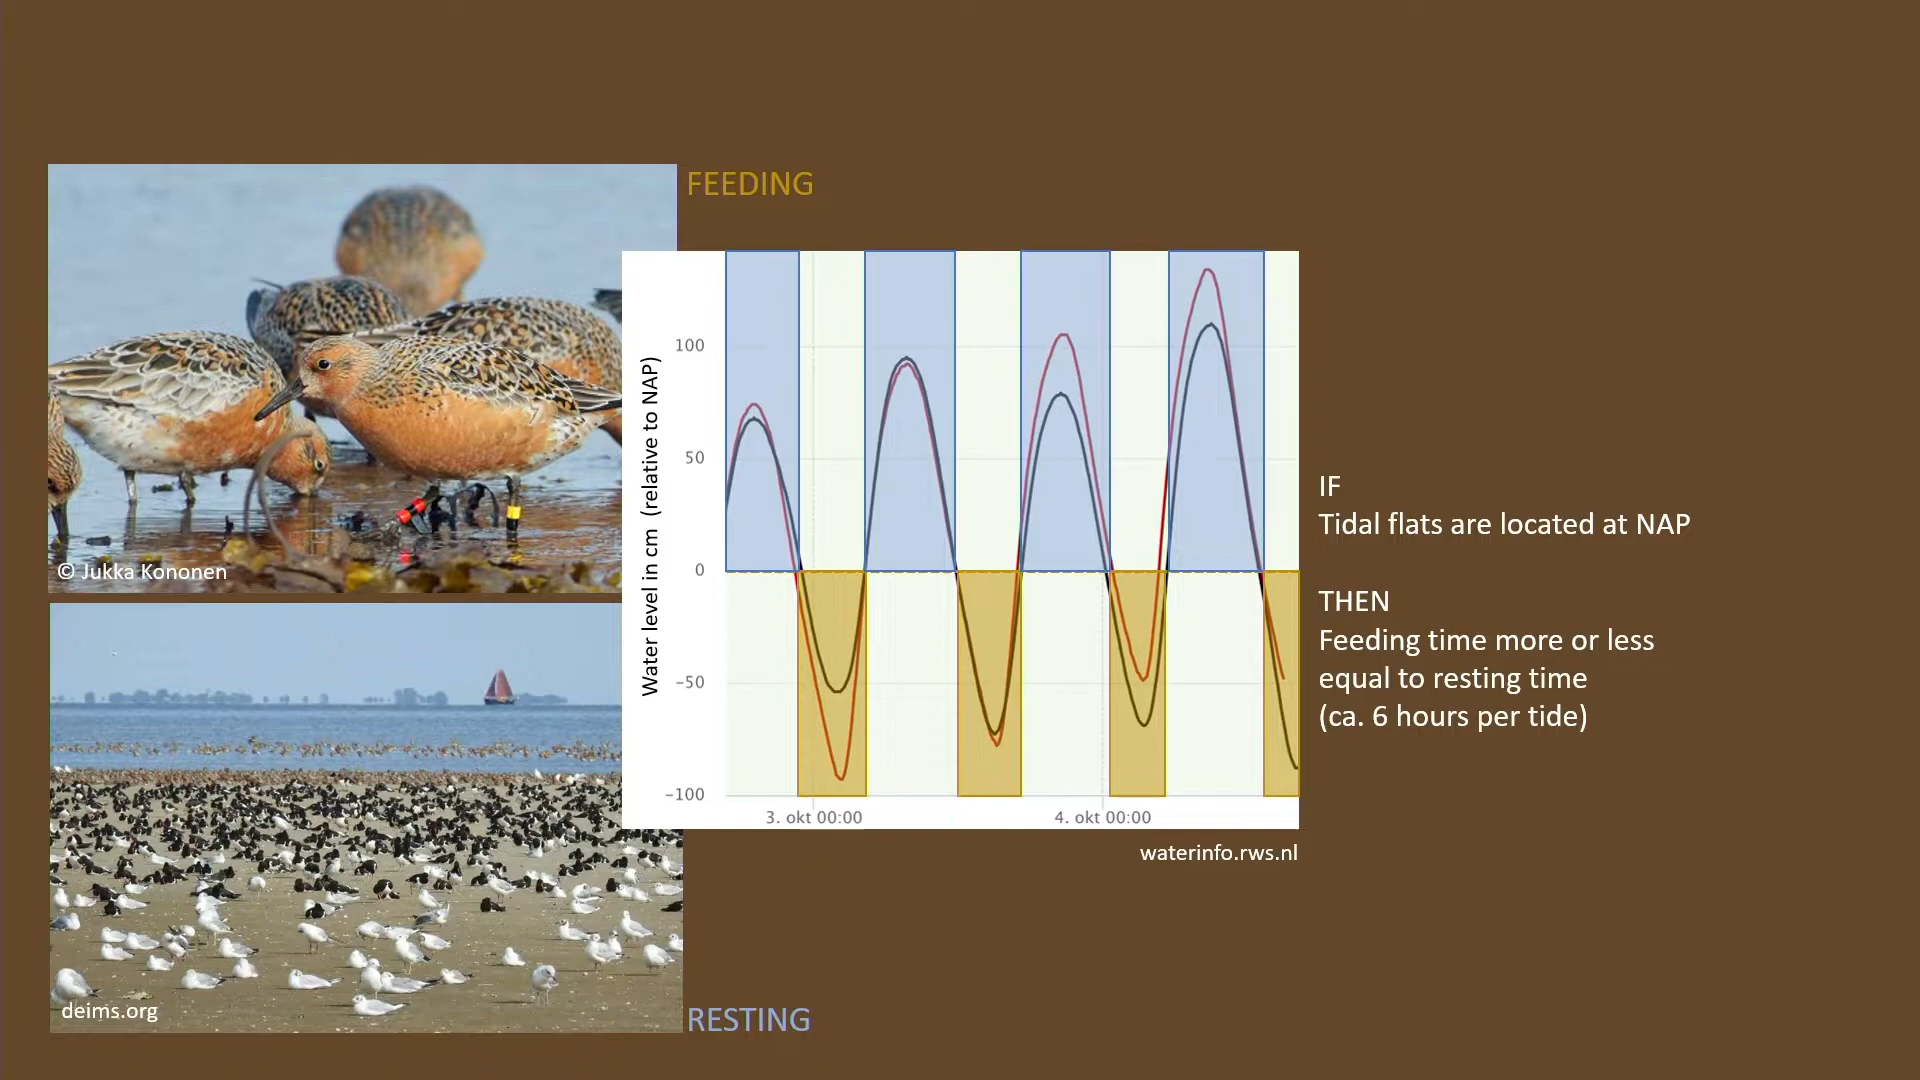 FEEDING
© Jukka Kononen
deims.org
RESTING
Water level in cm (relative to NAP)
100
50
0
−50
−100
3. okt 00:00
4. okt 00:00
waterinfo.rws.nl
IF
Tidal flats are located at NAP
THEN
Feeding time more or less
equal to resting time
(ca. 6 hours per tide)